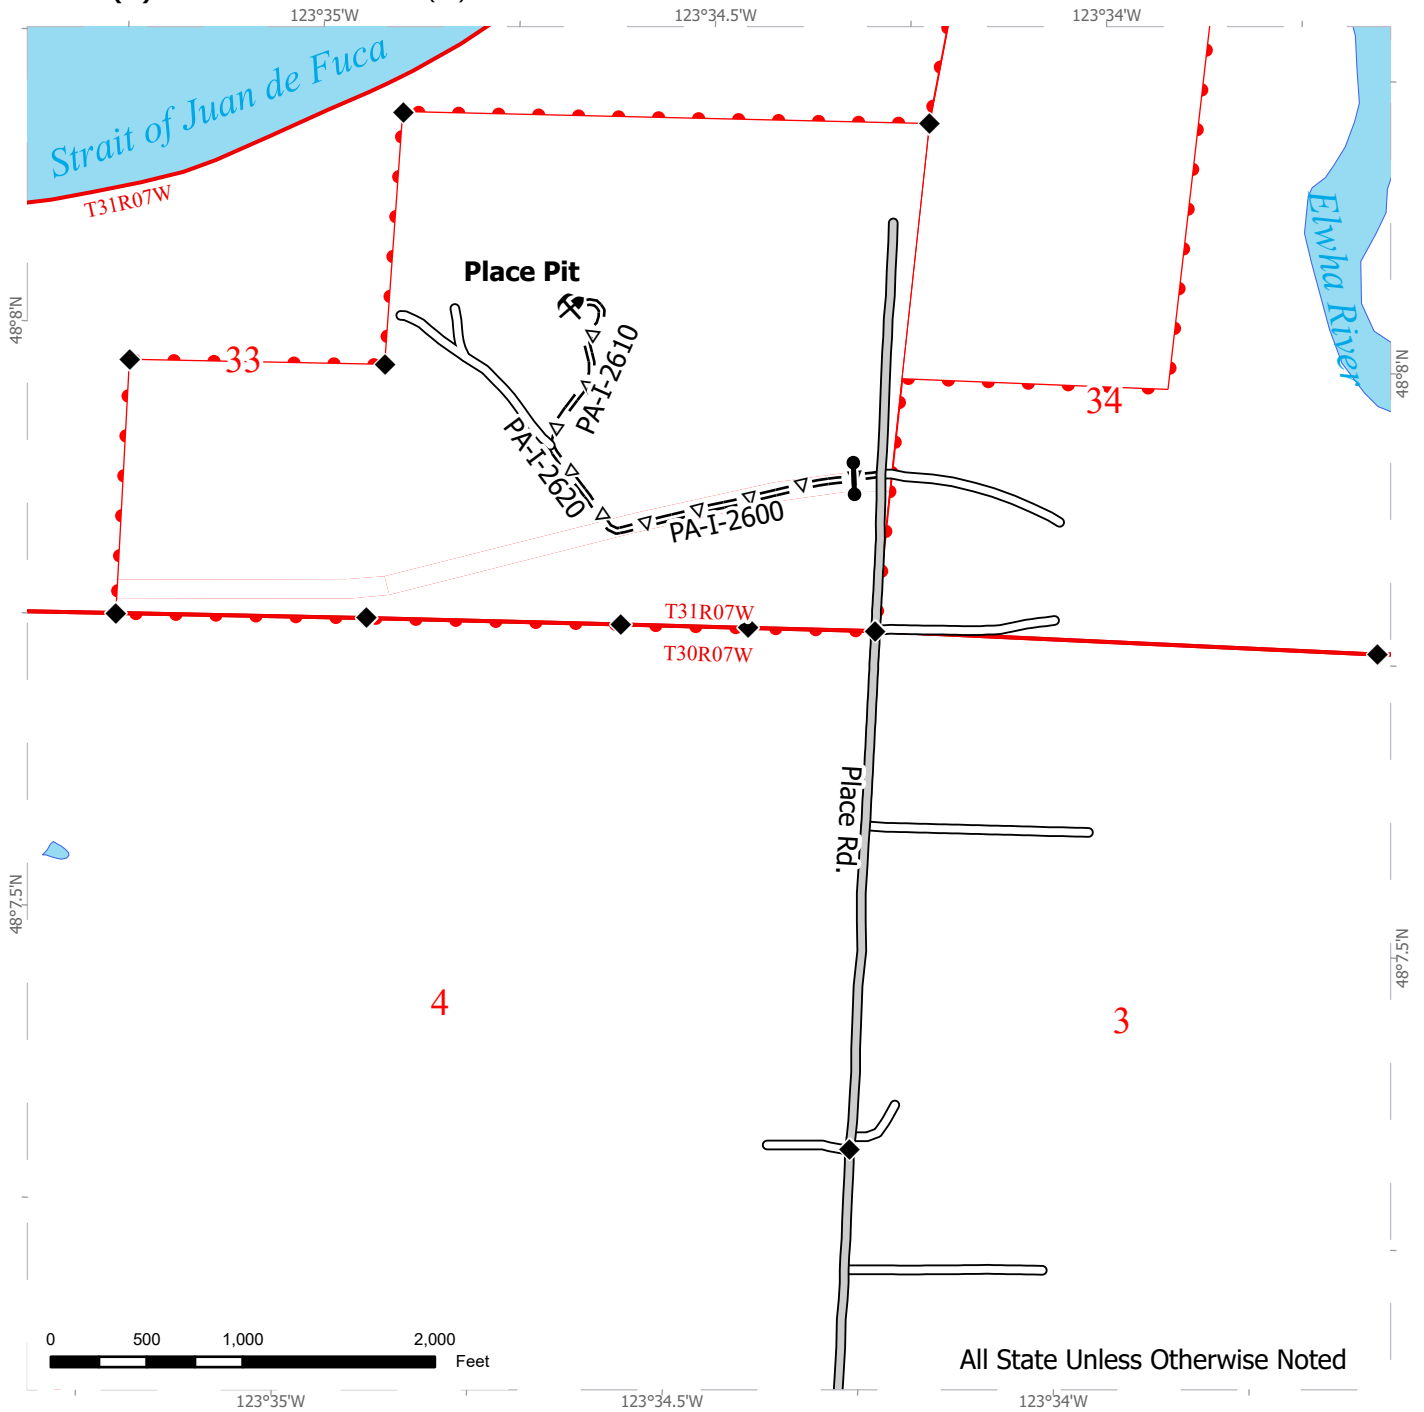 123°35'W
123°34.5'W
123°34'W
Strait of Juan de Fuca
T31R07W
Elwha River
Place Pit
48°8'N
48°8'N
33
34
PA-I-2610
PA-I-2620
PA-I-2600
T31R07W
T30R07W
Place Rd.
48°7.5'N
48°7.5'N
4
3
0
500
1,000
2,000
Feet
All State Unless Otherwise Noted
123°35'W
123°34.5'W
123°34'W